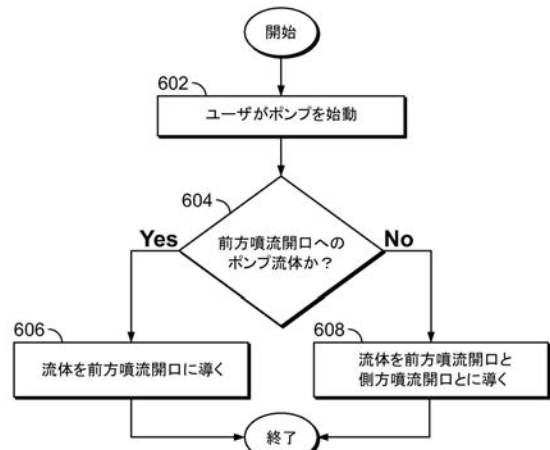 開始
602
ユーザがポンプを始動
604
前方噴流開口への
ポンプ流体か？
Yes
No
606
流体を前方噴流開口に導く
608
流体を前方噴流開口と
側方噴流開口とに導く
終了